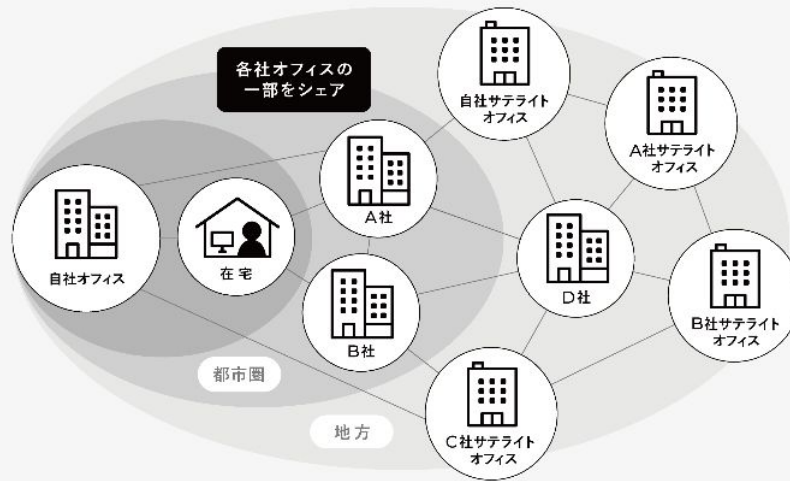 各社オフィスの
一部をシェア
自社サテライト
オフィス
A社サテライト
オフィス
A社
自社オフィス
在宅
D社
B社サテライト
オフィス
B社
都市圏
地方
C社サテライト
オフィス